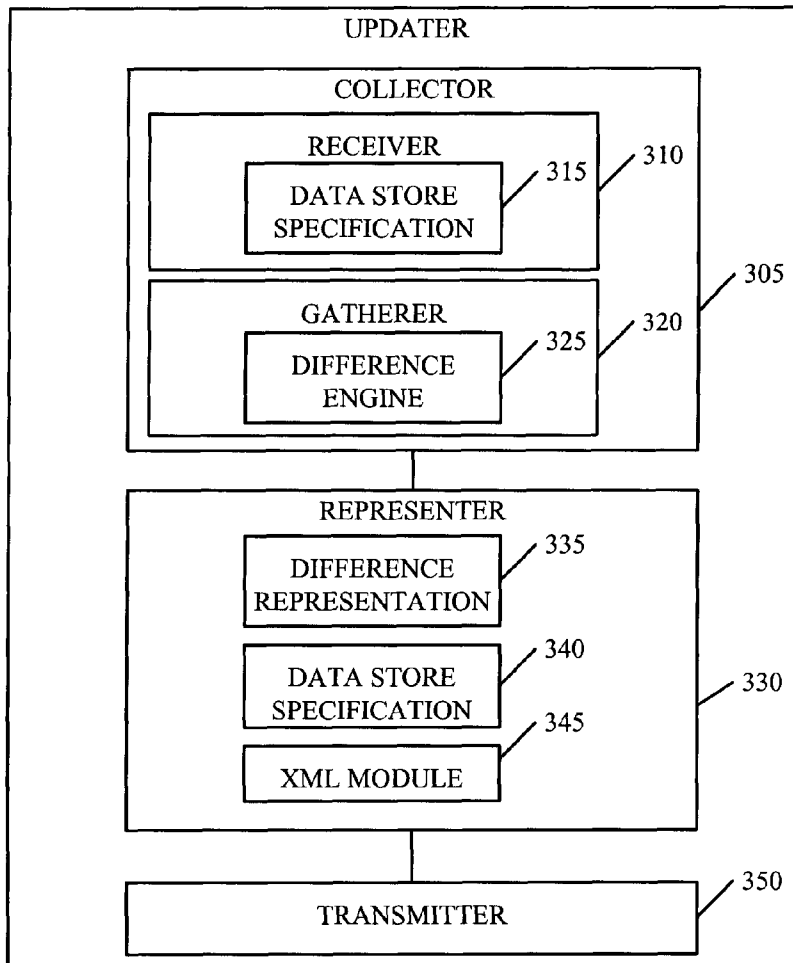 UPDATER
COLLECTOR
RECEIVER
310
315
DATA STORE
SPECIFICATION
305
GATHERER
320
325
DIFFERENCE
ENGINE
REPRESENTER
335
DIFFERENCE
REPRESENTATION
340
DATA STORE
SPECIFICATION
330
345
XML MODULE
350
TRANSMITTER